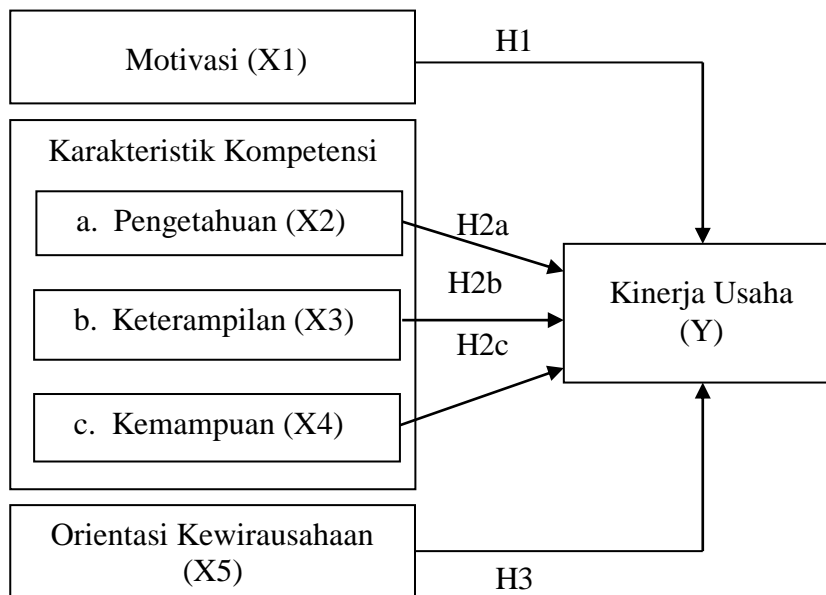 Motivasi (X1)
H1
Karakteristik Kompetensi
a. Pengetahuan (X2)
H2a
H2b
b. Keterampilan (X3)
H2c
c. Kemampuan (X4)
Kinerja Usaha
(Y)
Orientasi Kewirausahaan
(X5)
H3